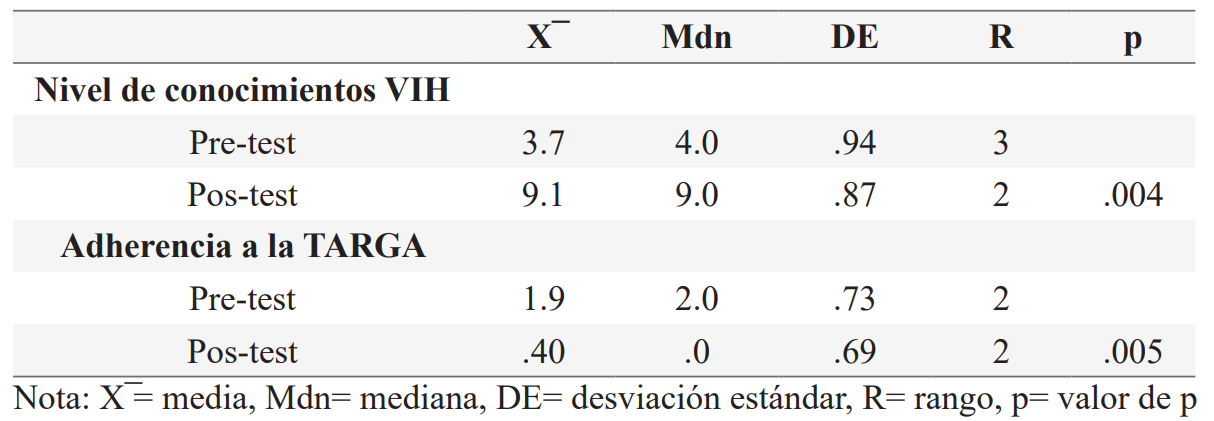 X¯ Mdn DE R p
Nivel de conocimientos VIH
Pre-test 3.7 4.0 .94 3
Pos-test 9.1 9.0 .87 2 .004
Adherencia a la TARGA
Pre-test 1.9 2.0 .73 2
Pos-test .40 .0 .69 2 .005
Nota: X¯= media, Mdn= mediana, DE= desviación estándar, R= rango, p= valor de p